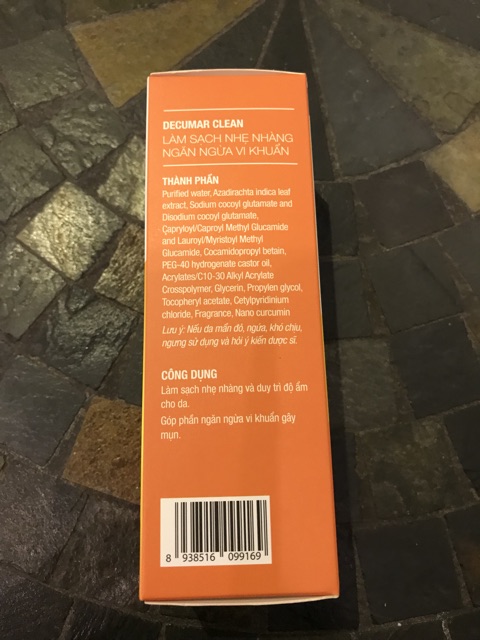 DECUMAR CLEAN
LÀM SẠCH NHẸ NHÀNG
NGĂN NGỪA VI KHUẨN
THÀNH PHẦN
Purified water, Azadirachta indica leaf
extract, Sodium cocoyl glutamate and
Disodium cocoyl glutamate,
Capryloyl/Caproyl Methyl Glucamide
and Lauroyl/Myristoyl Methyl
Glucamide, Cocamidopropyl betain,
PEG-40 hydrogenate castor oil,
Acrylates/C10-30 Alkyl Acrylate
Crosspolymer, Glycerin, Propylen glycol,
Tocopheryl acetate, Cetylpyridinium
chloride, Fragrance, Nano curcumin
Lưu ý: Nếu da mẩn đỏ, ngứa, khó chịu,
ngưng sử dụng và hỏi ý kiến dược sĩ.
CÔNG DỤNG
Làm sạch nhẹ nhàng và duy trì độ ẩm
cho da.
Góp phần ngăn ngừa vi khuẩn gây
mụn.
8 938516 099169